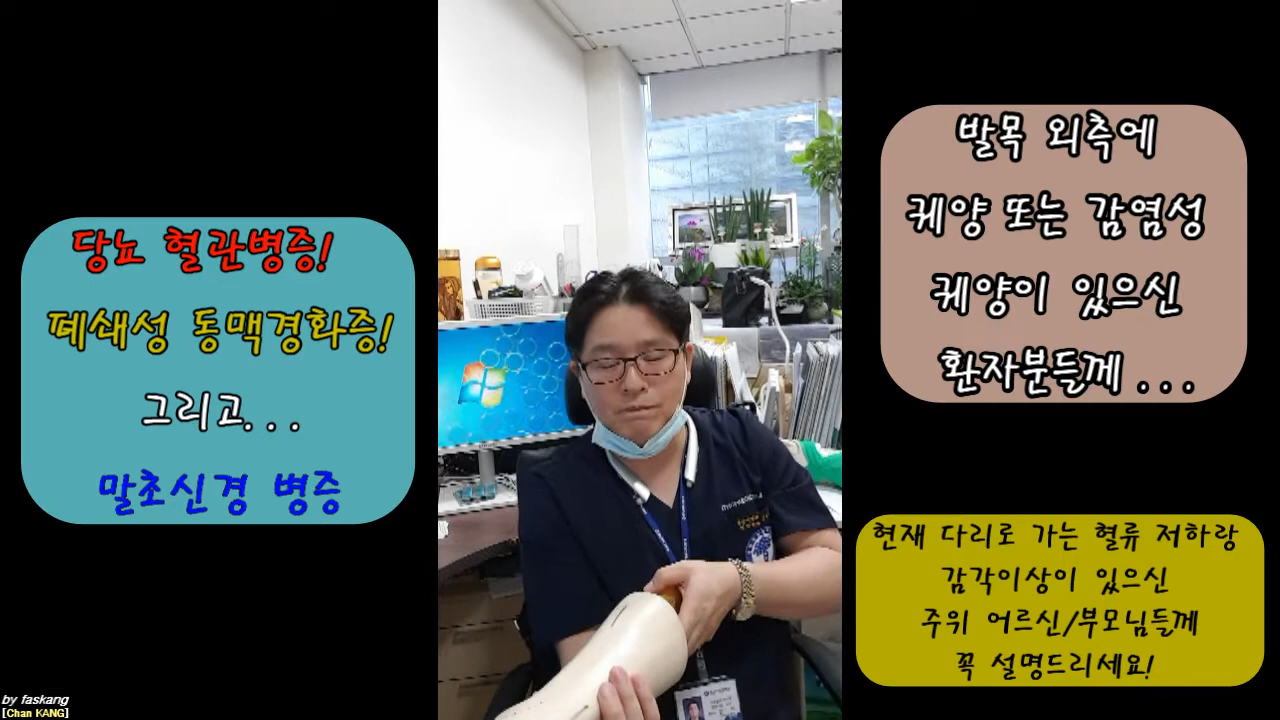 당뇨 혈관병증!
폐쇄성 동맥경화증!
그리고...
말초신경 병증
발목 외측에
궤양 또는 감염성
궤양이 있으신
환자분들께...
현재 다리로 가는 혈류 저하랑
감각이상이 있으신
주위 어르신/부모님들께
꼭 설명드리세요!
by faskang
[Chan KANG]